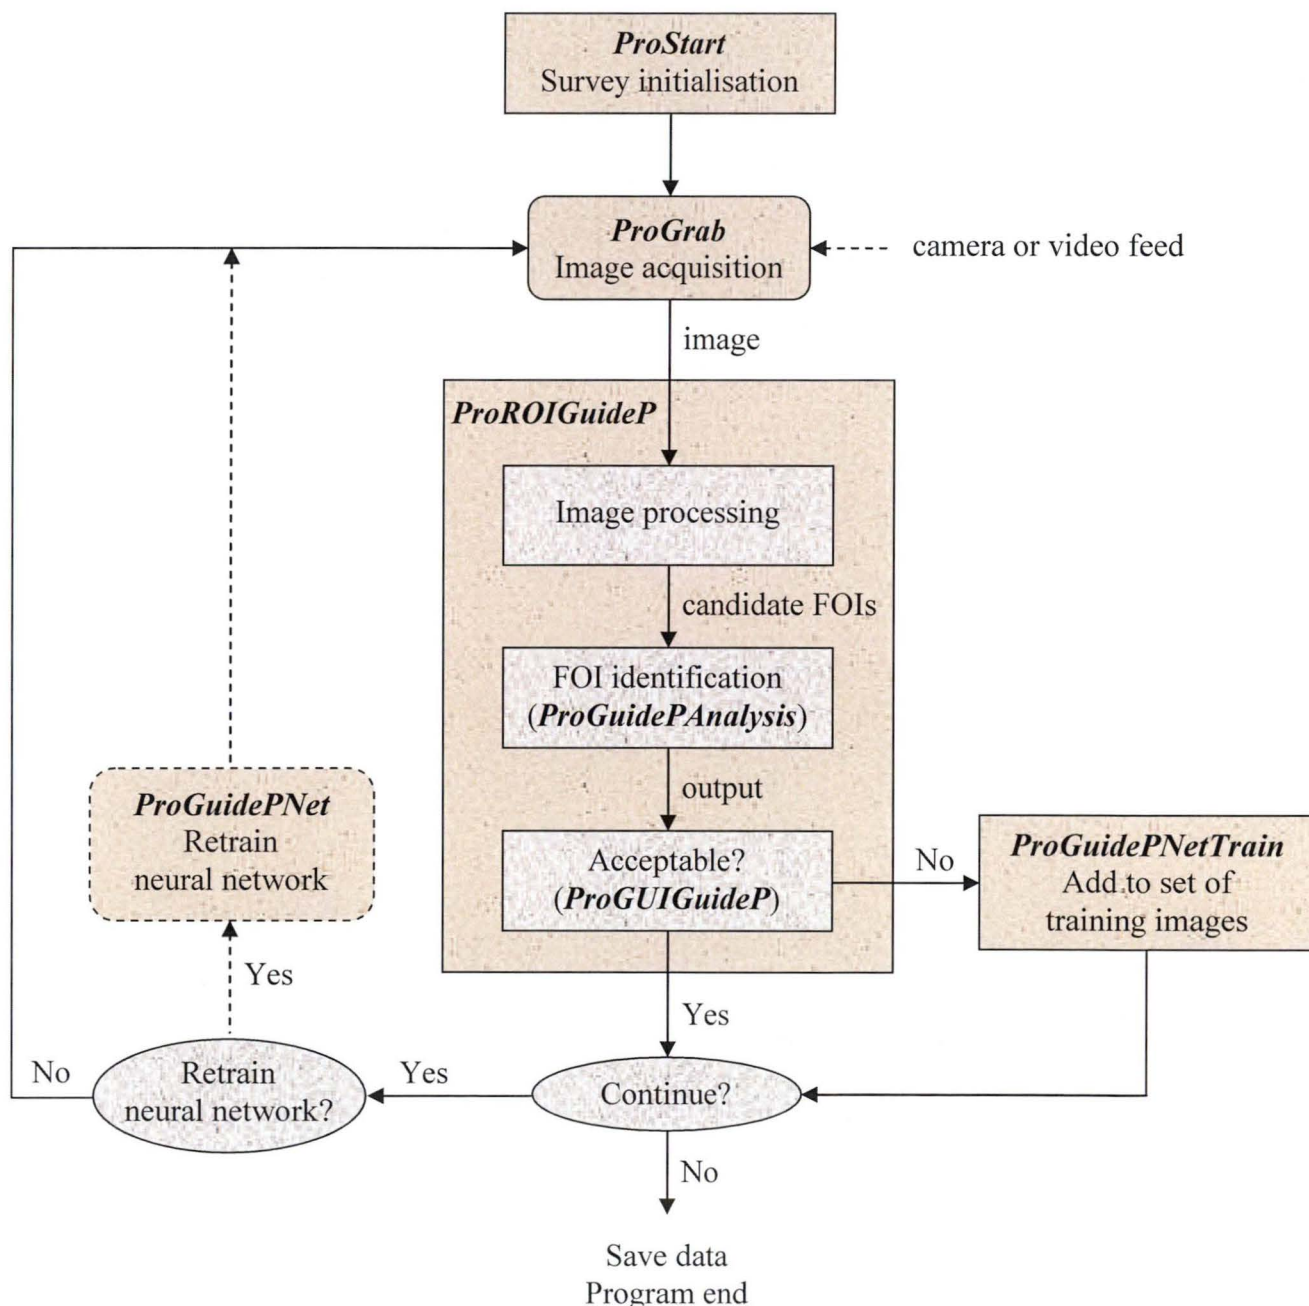 ProStart
Survey initialisation
ProGrab
Image acquisition
camera or video feed
image
ProROIGuideP
Image processing
candidate FOIs
FOI identification
(ProGuidePAnalysis)
output
ProGuidePNet
Retrain
neural network
Acceptable?
(ProGUIGuideP)
No
ProGuidePNetTrain
Add to set of
training images
Yes
Yes
No
Retrain
neural network?
Yes
Continue?
No
Save data
Program end